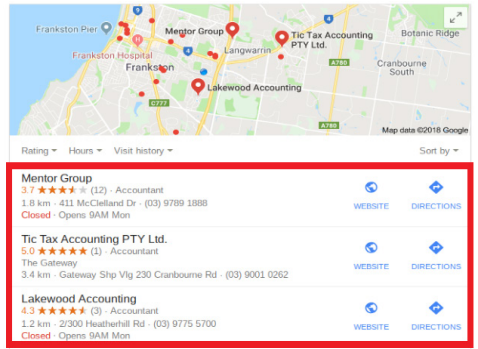 Frankston Pier
Mentor Group
Tic Tax Accounting
PTY Ltd.
Botanic Ridge
Frankston Hospital
Langwarrin
Frankston
A780
Cranbourne
South
Lakewood Accounting
C777
A780
Map data ©2018 Google
Rating Hours Visit history Sort by
Mentor Group
3.7 (12) · Accountant
1.8 km · 411 McClelland Dr · (03) 9789 1888
Closed · Opens 9AM Mon
WEBSITE DIRECTIONS
Tic Tax Accounting PTY Ltd.
5.0 (1) · Accountant
The Gateway
3.4 km · Gateway Shp Vlg 230 Cranbourne Rd · (03) 9001 0262
WEBSITE DIRECTIONS
Lakewood Accounting
4.3 (3) · Accountant
1.2 km · 2/300 Heatherhill Rd · (03) 9775 5700
Closed · Opens 9AM Mon
WEBSITE DIRECTIONS